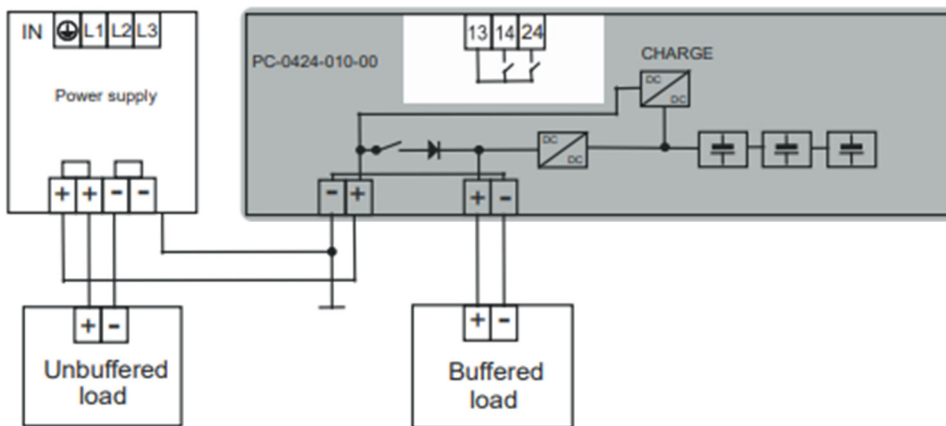 IN L1 L2 L3
Power supply
+ + - -
PC-0424-010-00
13 14 24
CHARGE
DC
DC
DC
DC
- +
+ -
+ -
Unbuffered
load
+ -
Buffered
load